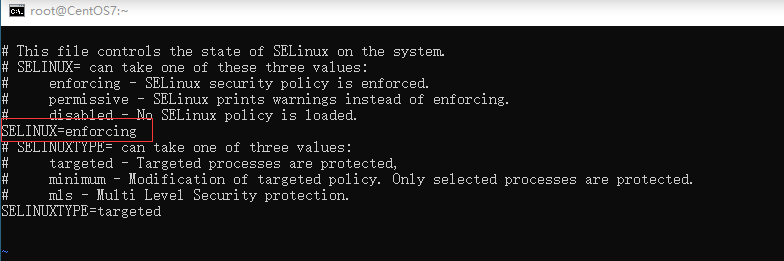 root@CentOS7:~
# This file controls the state of SELinux on the system.
# SELINUX= can take one of these three values:
#     enforcing - SELinux security policy is enforced.
#     permissive - SELinux prints warnings instead of enforcing.
#     disabled - No SELinux policy is loaded.
SELINUX=enforcing
# SELINUXTYPE= can take one of three values:
#     targeted - Targeted processes are protected,
#     minimum - Modification of targeted policy. Only selected processes are protected.
#     mls - Multi Level Security protection.
SELINUXTYPE=targeted
~